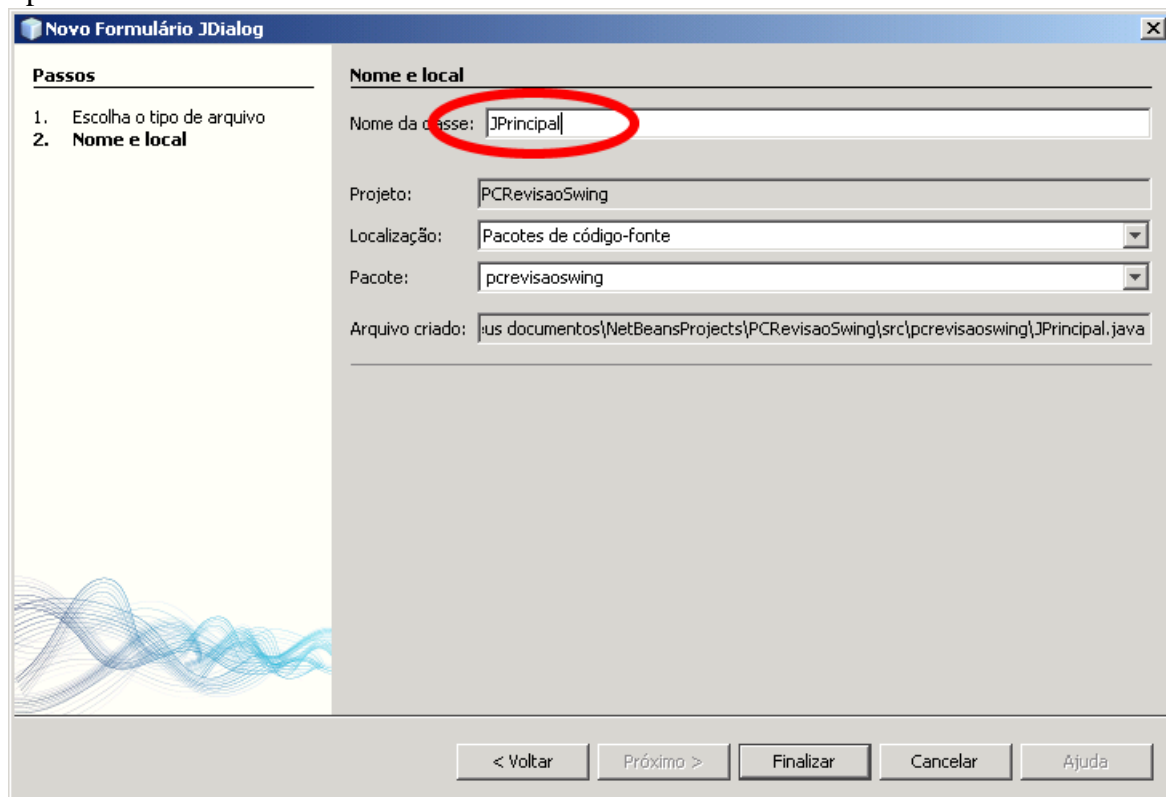 Novo Formulário JDialog
Passos
1. Escolha o tipo de arquivo
2. Nome e local
Nome e local
Nome da classe: JPrincipal
Projeto: PCRevisaoSwing
Localização: Pacotes de código-fonte
Pacote: pcrevisaoswing
Arquivo criado: us documentos\NetBeansProjects\PCRevisaoSwing\src\pcrevisaoswing\JPrincipal.java
< Voltar Próximo > Finalizar Cancelar Ajuda